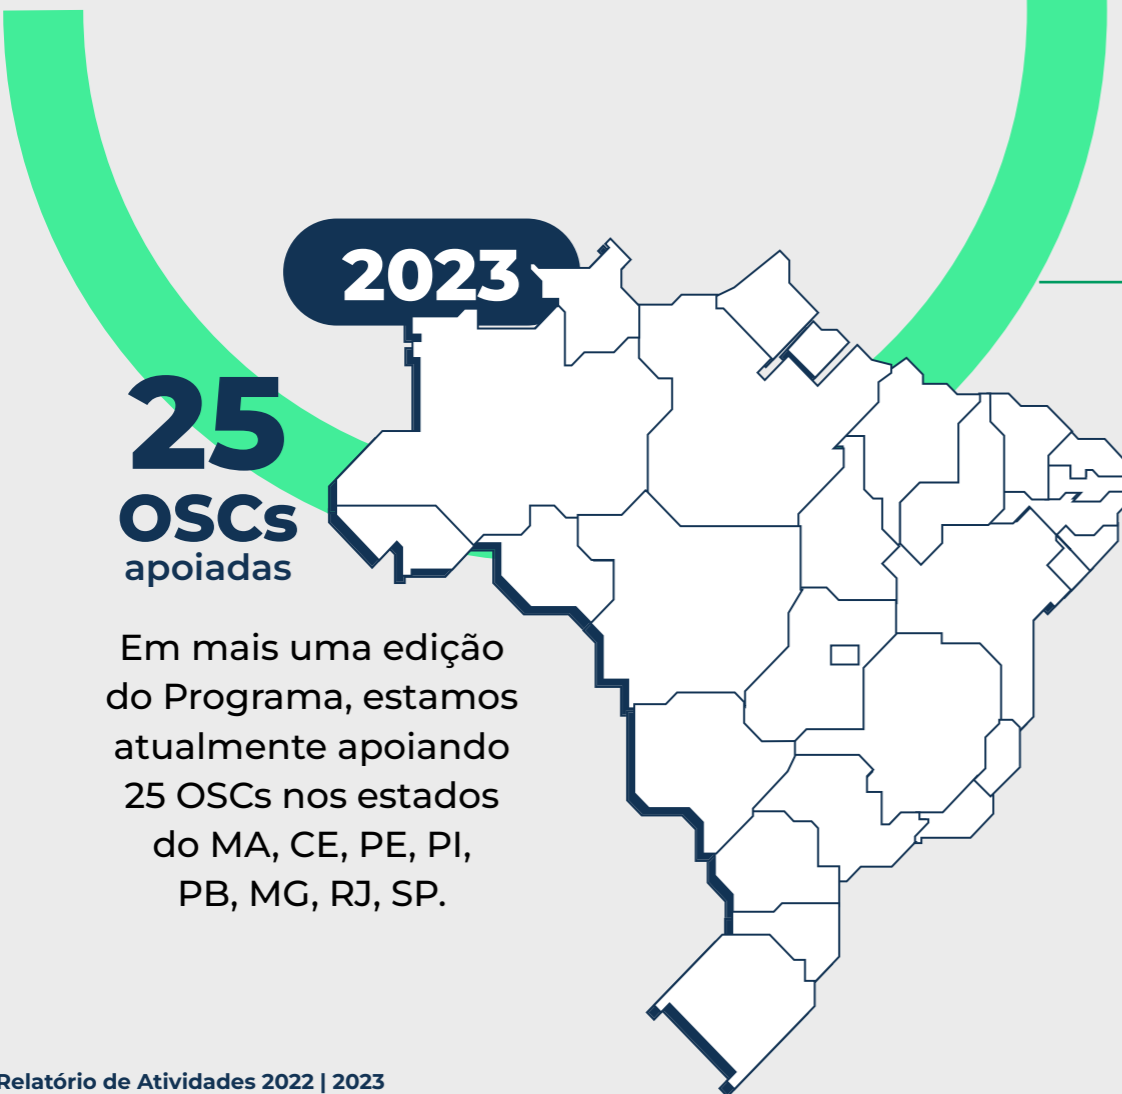 2023
25
OSCs
apoiadas
Em mais uma edição
do Programa, estamos
atualmente apoiando
25 OSCs nos estados
do MA, CE, PE, PI,
PB, MG, RJ, SP.
Relatório de Atividades 2022 | 2023